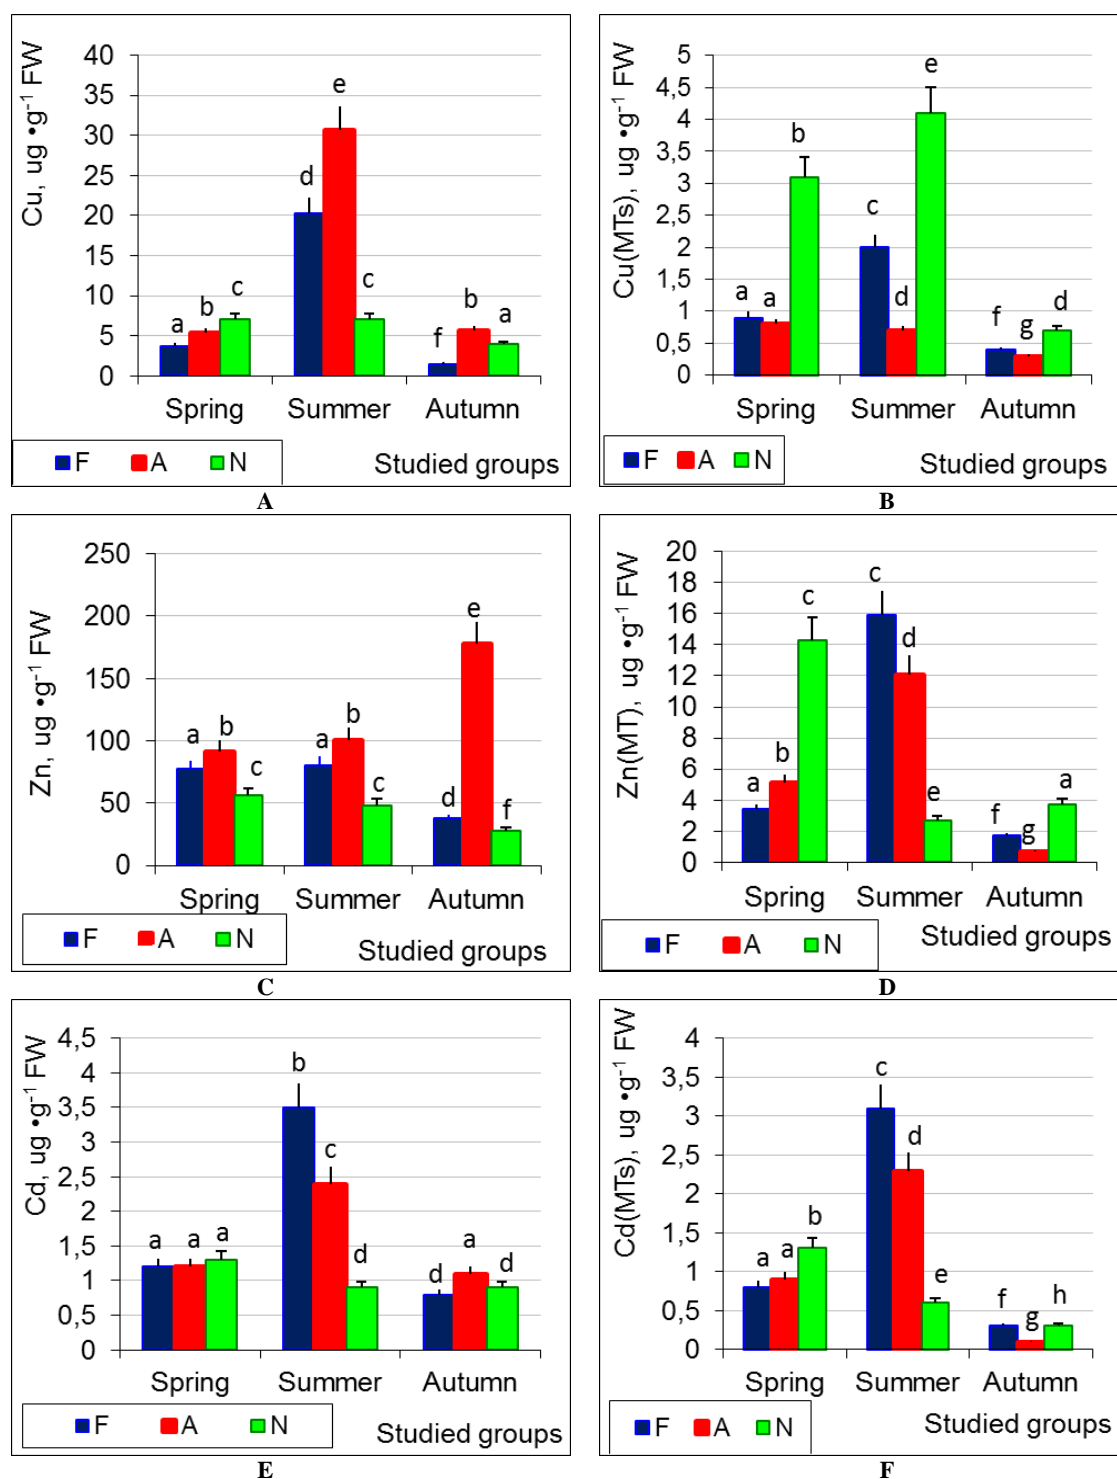 Cu, ug •g⁻¹ FW
40
35
30
25
20
15
10
5
0
a b c
d e c
f b a
Spring Summer Autumn
F A N
Studied groups
A
Cu(MTs), ug •g⁻¹ FW
5
4,5
4
3,5
3
2,5
2
1,5
1
0,5
0
a a b
c d e
f g d
Spring Summer Autumn
F A N
Studied groups
B
Zn, ug •g⁻¹ FW
250
200
150
100
50
0
a b c
a b c
d e f
Spring Summer Autumn
F A N
Studied groups
C
Zn(MT), ug •g⁻¹ FW
20
18
16
14
12
10
8
6
4
2
0
a b c
c d e
f g a
Spring Summer Autumn
F A N
Studied groups
D
Cd, ug •g⁻¹ FW
4,5
4
3,5
3
2,5
2
1,5
1
0,5
0
a a a
b c d
d a d
Spring Summer Autumn
F A N
Studied groups
E
Cd(MTs), ug •g⁻¹ FW
4
3,5
3
2,5
2
1,5
1
0,5
0
a a b
c d e
f g h
Spring Summer Autumn
F A N
Studied groups
F